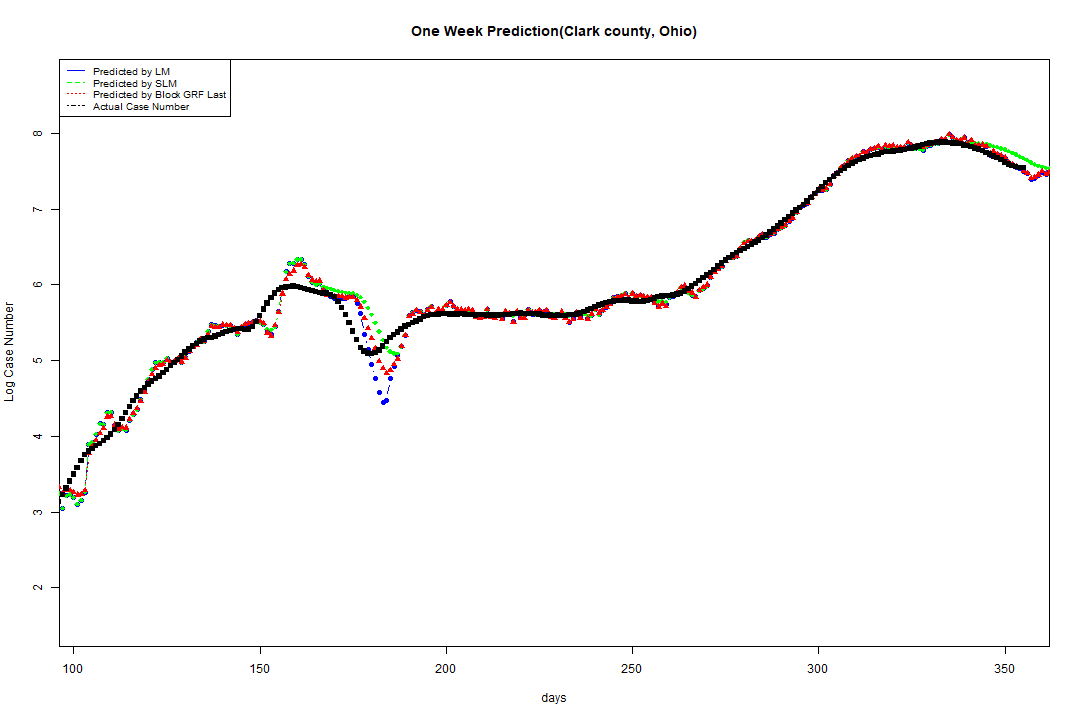 One Week Prediction(Clark county, Ohio)
Predicted by LM
Predicted by SLM
Predicted by Block GRF Last
Actual Case Number
8
7
6
5
4
3
2
Log Case Number
100 150 200 250 300 350
days